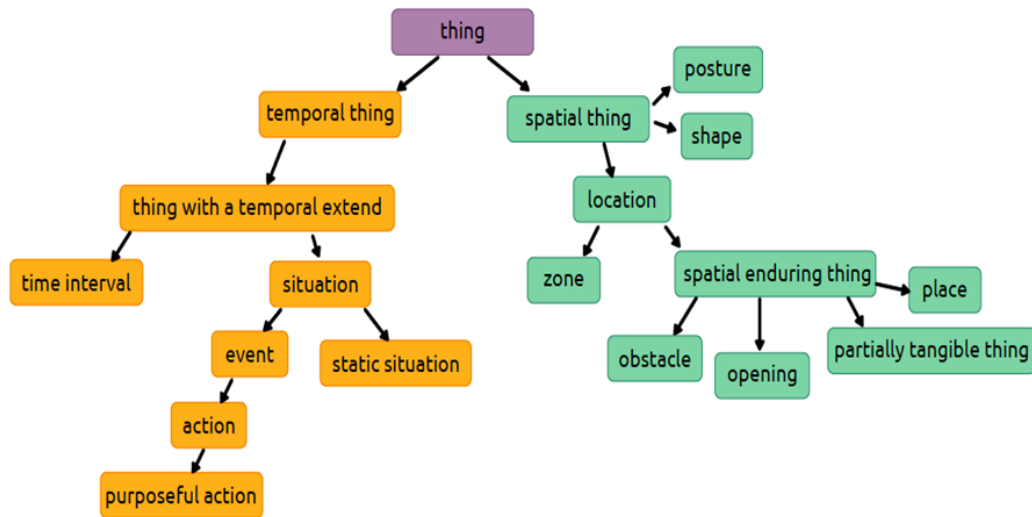 thing
temporal thing
spatial thing
posture
shape
thing with a temporal extend
location
time interval
situation
zone
spatial enduring thing
place
event
static situation
obstacle
opening
partially tangible thing
action
purposeful action